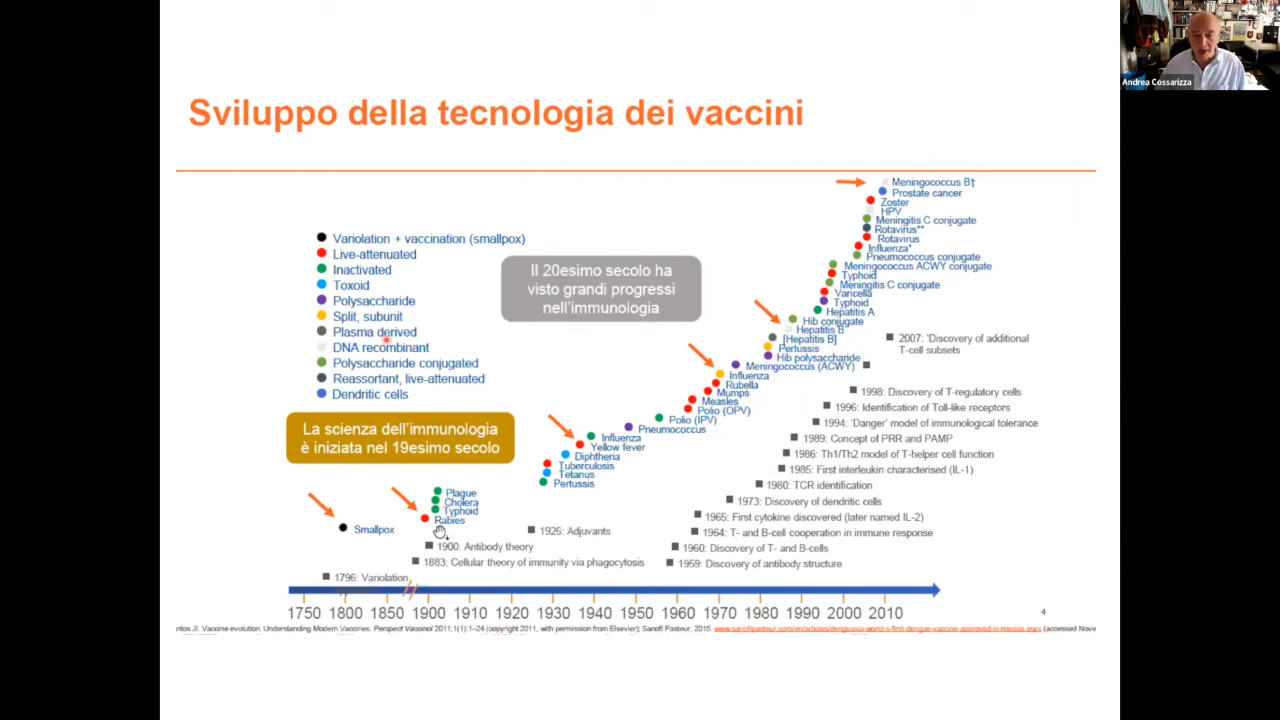 Andrea Cossarizza
Sviluppo della tecnologia dei vaccini
Variolation + vaccination (smallpox)
Live-attenuated
Inactivated
Toxoid
Polysaccharide
Split, subunit
Plasma derived
DNA recombinant
Polysaccharide conjugated
Reassortant, live-attenuated
Dendritic cells
Il 20esimo secolo ha
visto grandi progressi
nell'immunologia
La scienza dell'immunologia
è iniziata nel 19esimo secolo
Meningococcus B†
Prostate cancer
Zoster
HPV
Meningitis C conjugate
Rotavirus**
Rotavirus
Influenza*
Pneumococcus conjugate
Meningococcus ACWY conjugate
Typhoid
Meningitis C conjugate
Varicella
Typhoid
Hepatitis A
Hib conjugate
Hepatitis B
[Hepatitis B]
Pertussis
Hib polysaccharide
Meningococcus (ACWY)
Influenza
Rubella
Mumps
Measles
Polio (OPV)
Polio (IPV)
Pneumococcus
Influenza
Yellow fever
Diphtheria
Tuberculosis
Tetanus
Pertussis
Plague
Cholera
Typhoid
Rabies
Smallpox
2007: 'Discovery of additional
T-cell subsets
1998: Discovery of T-regulatory cells
1996: Identification of Toll-like receptors
1994: 'Danger' model of immunological tolerance
1989: Concept of PRR and PAMP
1986: Th1/Th2 model of T-helper cell function
1985: First interleukin characterised (IL-1)
1980: TCR identification
1973: Discovery of dendritic cells
1965: First cytokine discovered (later named IL-2)
1964: T- and B-cell cooperation in immune response
1960: Discovery of T- and B-cells
1959: Discovery of antibody structure
1926: Adjuvants
1900: Antibody theory
1883: Cellular theory of immunity via phagocytosis
1796: Variolation
1750 1800 1850 1900 1910 1920 1930 1940 1950 1960 1970 1980 1990 2000 2010
4
ntos JI. Vaccine evolution. Understanding Modern Vaccines. Perspect Vaccinol 2011;1(1):1–24 (copyright 2011, with permission from Elsevier); Sanofi Pasteur, 2015. www.sanofipasteur.com/en/articles/dengvaxia-world-s-first-dengue-vaccine-approved-in-mexico.aspx (accessed Nove